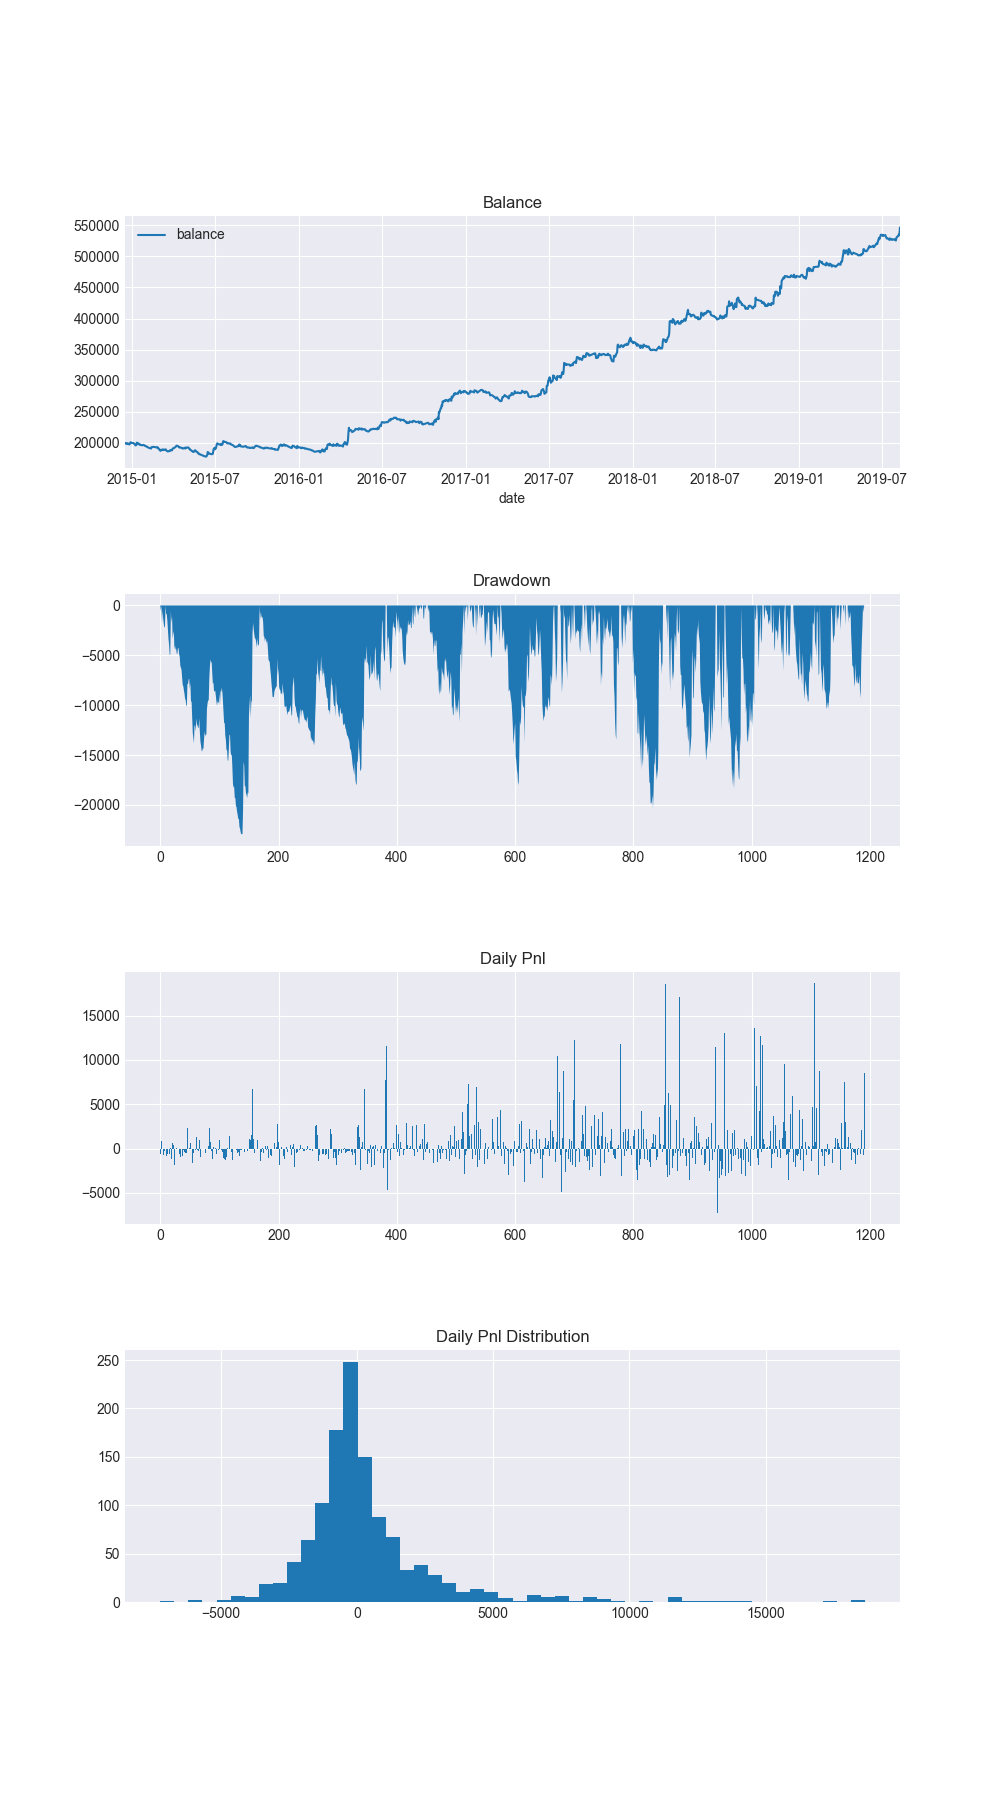 Balance
550000
500000
450000
400000
350000
300000
250000
200000
balance
2015-01 2015-07 2016-01 2016-07 2017-01 2017-07 2018-01 2018-07 2019-01 2019-07
date
Drawdown
0
−5000
−10000
−15000
−20000
0 200 400 600 800 1000 1200
Daily Pnl
15000
10000
5000
0
−5000
0 200 400 600 800 1000 1200
Daily Pnl Distribution
250
200
150
100
50
0
−5000 0 5000 10000 15000